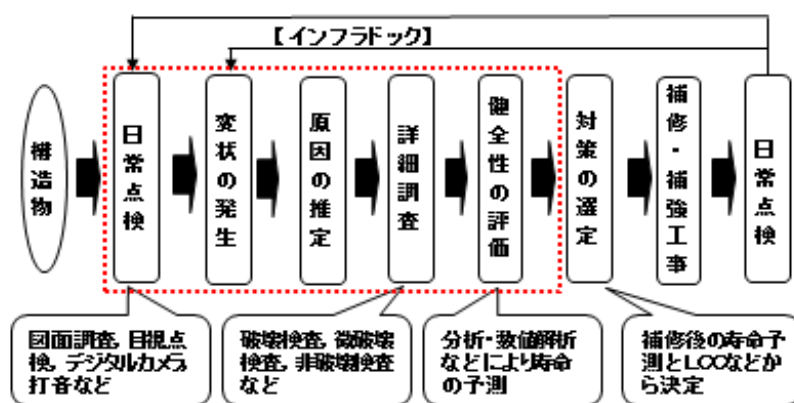 【インフラドック】
構造物
日常点検
変状の発生
原因の推定
詳細調査
健全性の評価
対策の選定
補修・補強工事
日常点検
図面調査，目視点
検，デジタルカメラ，
打音など
破壊検査，微破壊
検査，非破壊検査
など
分析・数値解析
などにより寿命
の予測
補修後の寿命予
測とLCCなどか
ら決定